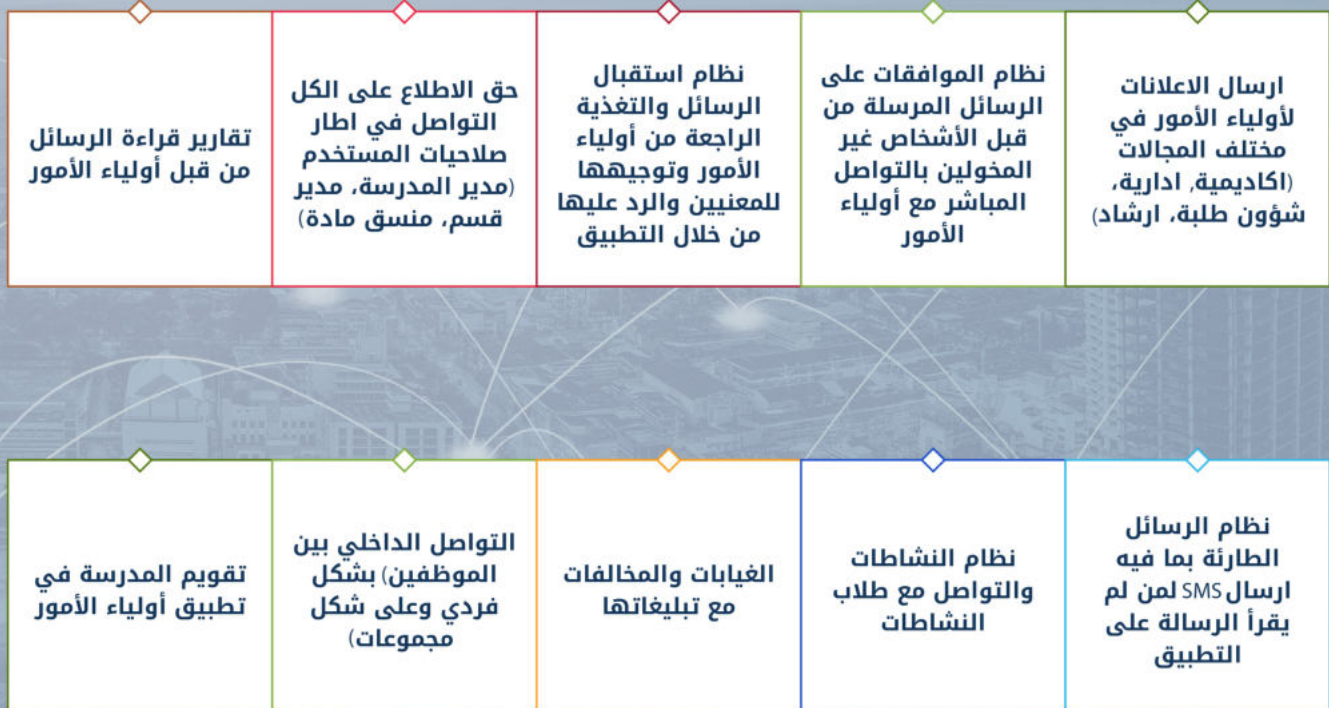 ارسال الاعلانات
لأولياء الأمور في
مختلف المجالات
(اكاديمية, ادارية،
شؤون طلبة، ارشاد)
نظام الموافقات على
الرسائل المرسلة من
قبل الأشخاص غير
المخولين بالتواصل
المباشر مع أولياء
الأمور
نظام استقبال
الرسائل والتغذية
الراجعة من أولياء
الأمور وتوجيهها
للمعنيين والرد عليها
من خلال التطبيق
حق الاطلاع على الكل
التواصل في اطار
صلاحيات المستخدم
(مدير المدرسة، مدير
قسم، منسق مادة)
تقارير قراءة الرسائل
من قبل أولياء الأمور
نظام الرسائل
الطارئة بما فيه
ارسال SMS لمن لم
يقرأ الرسالة على
التطبيق
نظام النشاطات
والتواصل مع طلاب
النشاطات
الغيابات والمخالفات
مع تبليغاتها
التواصل الداخلي بين
الموظفين) بشكل
فردي وعلى شكل
مجموعات(
تقويم المدرسة في
تطبيق أولياء الأمور